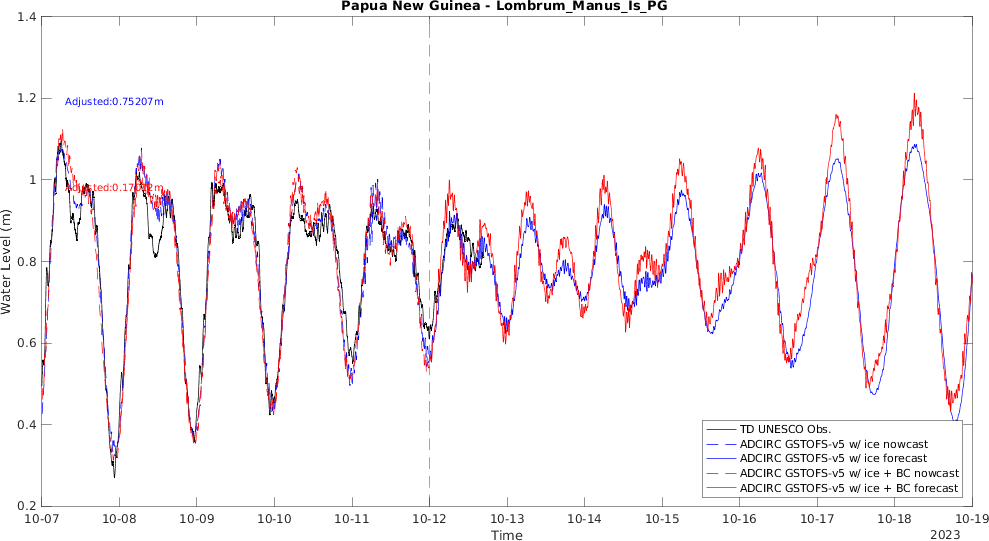 Papua New Guinea - Lombrum_Manus_Is_PG
1.4
1.2
1
0.8
0.6
0.4
0.2
Water Level (m)
Adjusted:0.75207m
TD UNESCO Obs.
ADCIRC GSTOFS-v5 w/ ice nowcast
ADCIRC GSTOFS-v5 w/ ice forecast
ADCIRC GSTOFS-v5 w/ ice + BC nowcast
ADCIRC GSTOFS-v5 w/ ice + BC forecast
10-07 10-08 10-09 10-10 10-11 10-12 10-13 10-14 10-15 10-16 10-17 10-18 10-19
Time
2023